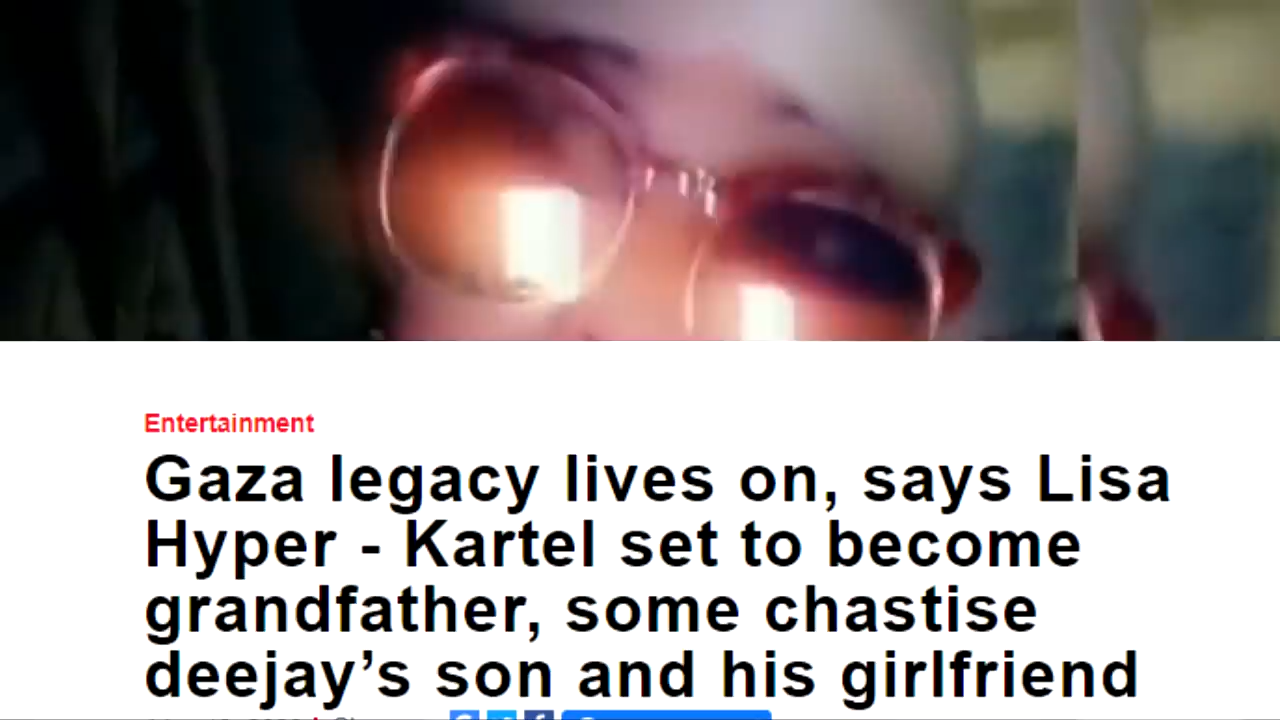 Entertainment
Gaza legacy lives on, says Lisa
Hyper - Kartel set to become
grandfather, some chastise
deejay’s son and his girlfriend